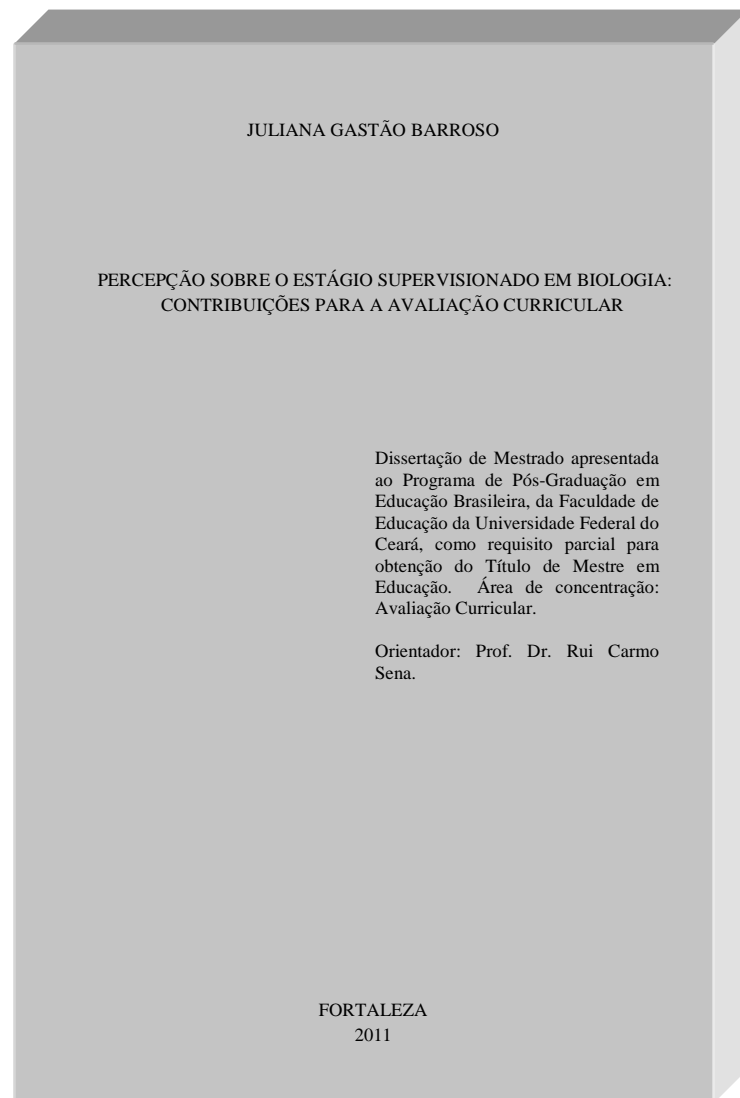 JULIANA GASTÃO BARROSO
PERCEPÇÃO SOBRE O ESTÁGIO SUPERVISIONADO EM BIOLOGIA:
CONTRIBUIÇÕES PARA A AVALIAÇÃO CURRICULAR
Dissertação de Mestrado apresentada
ao Programa de Pós-Graduação em
Educação Brasileira, da Faculdade de
Educação da Universidade Federal do
Ceará, como requisito parcial para
obtenção do Título de Mestre em
Educação. Área de concentração:
Avaliação Curricular.
Orientador: Prof. Dr. Rui Carmo
Sena.
FORTALEZA
2011